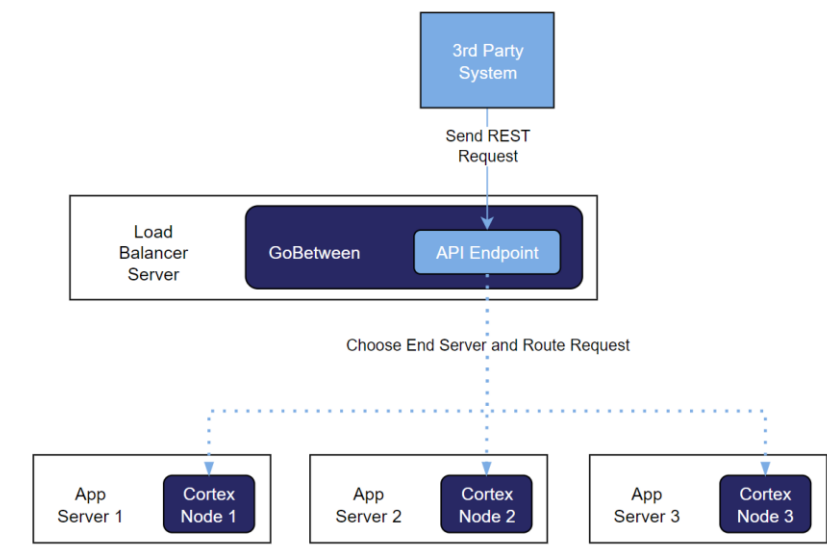 3rd Party
System
Send REST
Request
Load
Balancer
Server
GoBetween
API Endpoint
Choose End Server and Route Request
App
Server 1
Cortex
Node 1
App
Server 2
Cortex
Node 2
App
Server 3
Cortex
Node 3